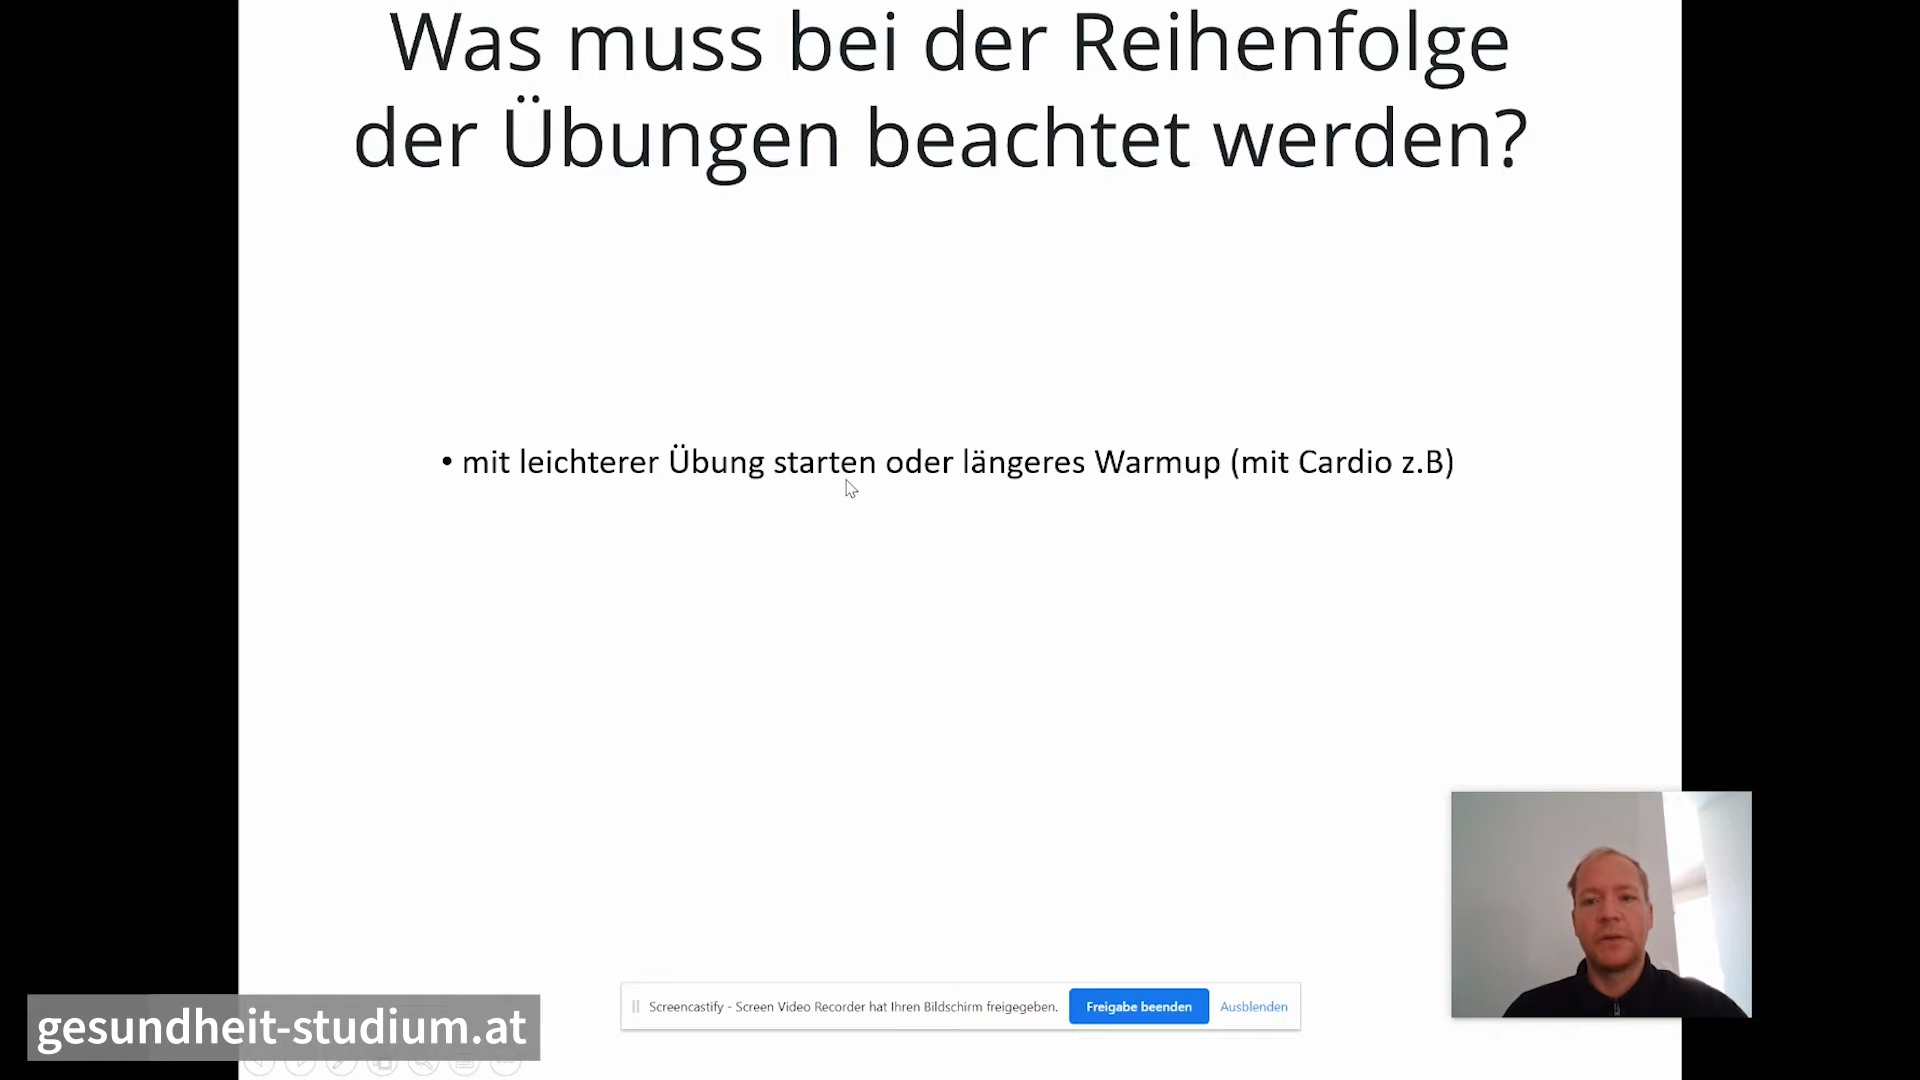 Was muss bei der Reihenfolge
der Übungen beachtet werden?
• mit leichterer Übung starten oder längeres Warmup (mit Cardio z.B)
Screencastify - Screen Video Recorder hat Ihren Bildschirm freigegeben. Freigabe beenden Ausblenden
gesundheit-studium.at